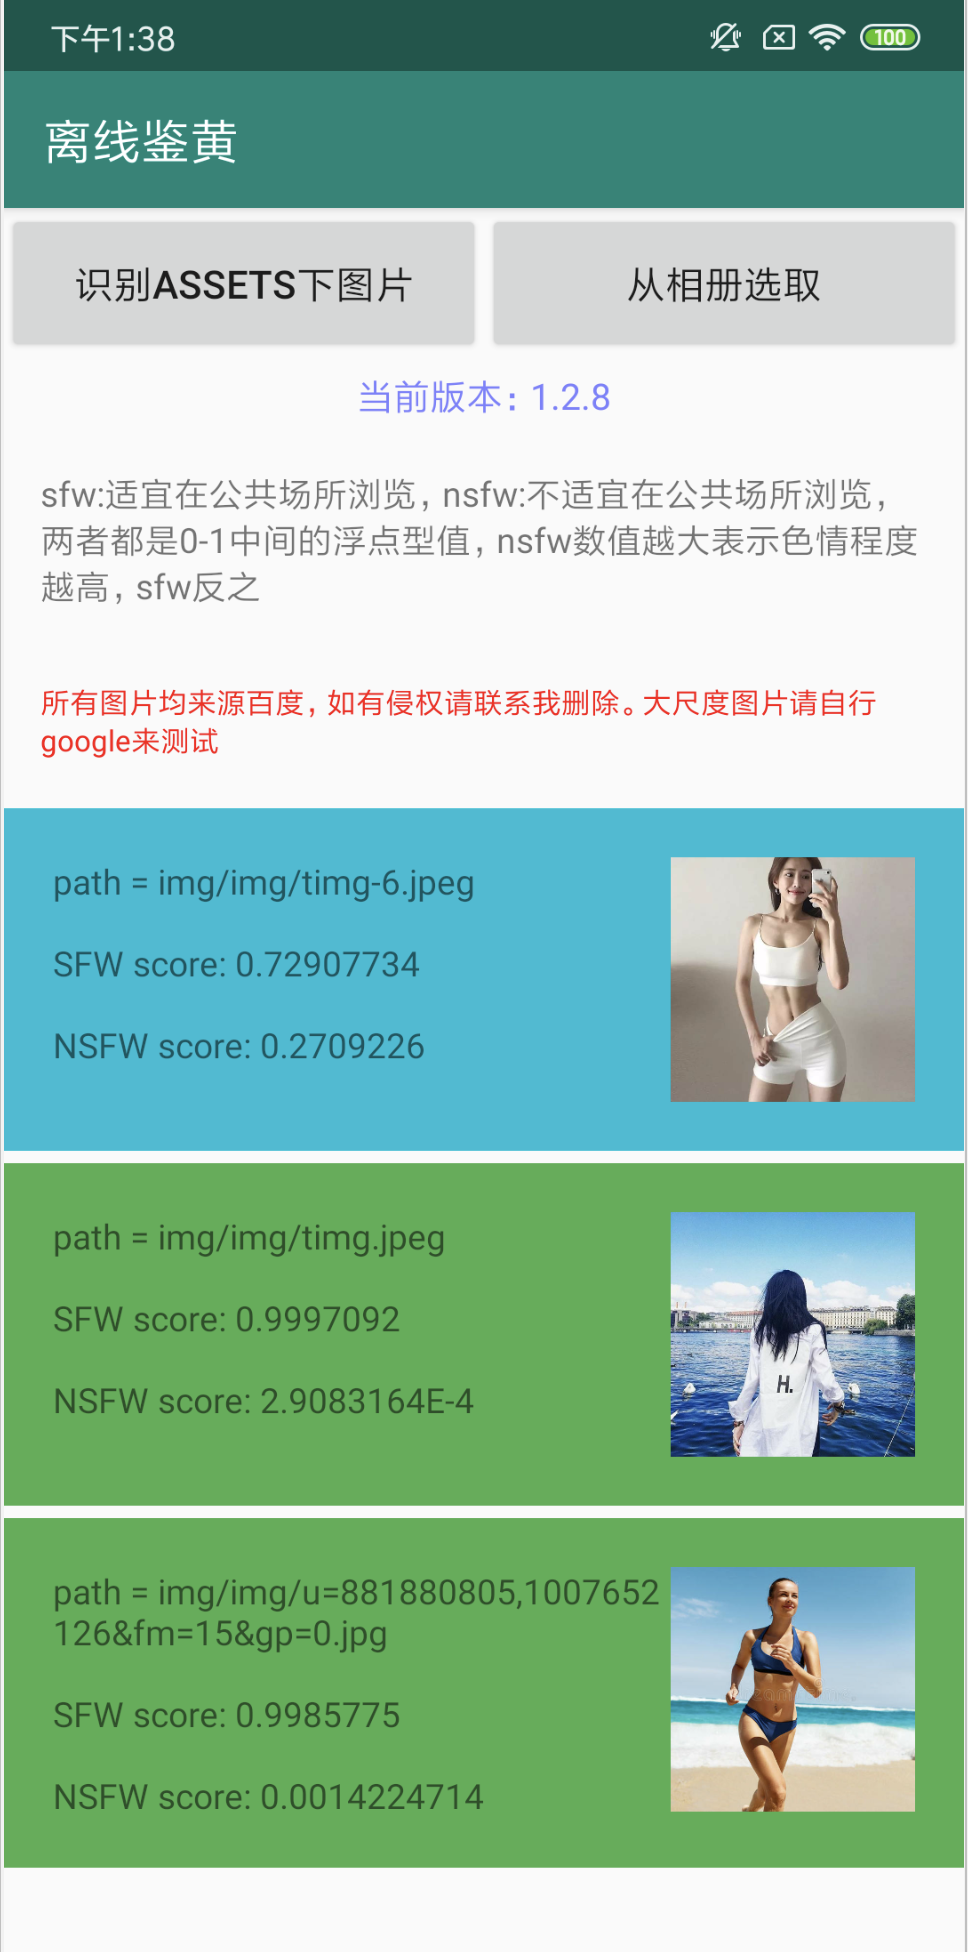 下午1:38
100
离线鉴黄
识别ASSETS下图片
从相册选取
当前版本：1.2.8
sfw:适宜在公共场所浏览，nsfw:不适宜在公共场所浏览，
两者都是0-1中间的浮点型值，nsfw数值越大表示色情程度
越高，sfw反之
所有图片均来源百度，如有侵权请联系我删除。大尺度图片请自行
google来测试
path = img/img/timg-6.jpeg
SFW score: 0.72907734
NSFW score: 0.2709226
path = img/img/timg.jpeg
SFW score: 0.9997092
NSFW score: 2.9083164E-4
H.
path = img/img/u=881880805,1007652
126&fm=15&gp=0.jpg
SFW score: 0.9985775
NSFW score: 0.0014224714